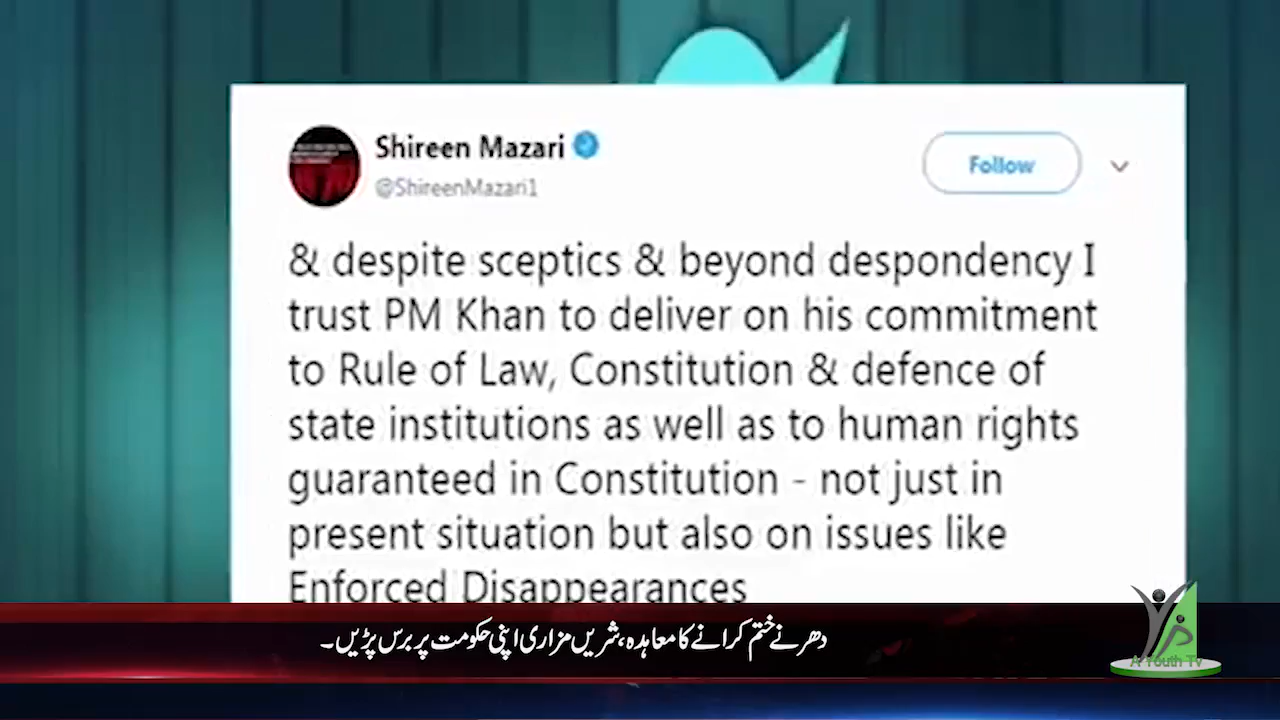 Shireen Mazari
@ShireenMazari1
Follow
& despite sceptics & beyond despondency I
trust PM Khan to deliver on his commitment
to Rule of Law, Constitution & defence of
state institutions as well as to human rights
guaranteed in Constitution - not just in
present situation but also on issues like
Enforced Disappearances
دھرنے ختم کرانے کا معاہدہ، شریں مزاری اپنی حکومت پر برس پڑیں۔
A Youth Tv